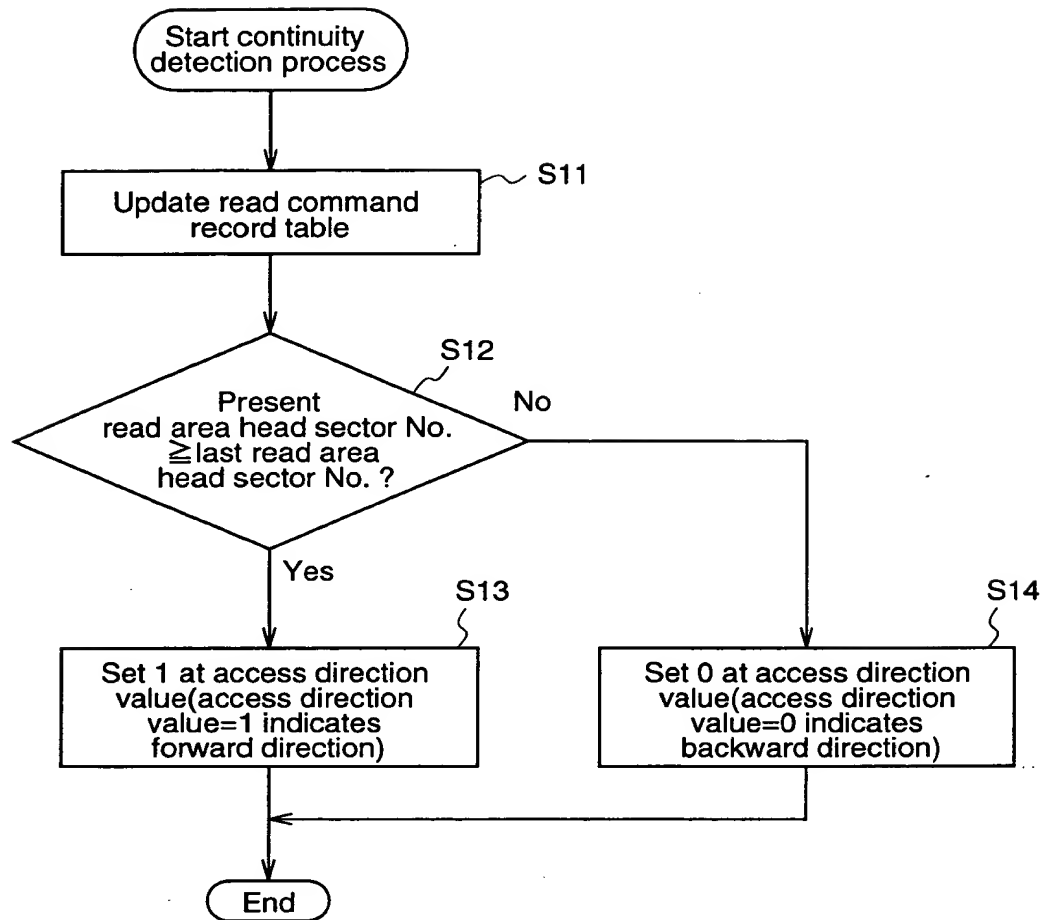 Start continuity
detection process
S11
Update read command
record table
S12
Present
read area head sector No.
≧last read area
head sector No. ?
No
Yes
S13
Set 1 at access direction
value(access direction
value=1 indicates
forward direction)
S14
Set 0 at access direction
value(access direction
value=0 indicates
backward direction)
End